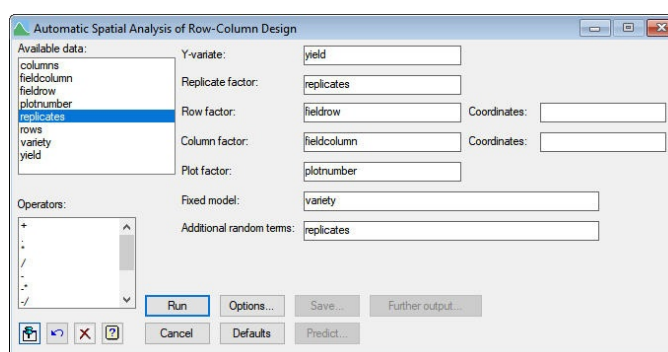 Automatic Spatial Analysis of Row-Column Design
Available data:
columns
fieldcolumn
fieldrow
plotnumber
replicates
rows
variety
yield
Y-variate: yield
Replicate factor: replicates
Row factor: fieldrow Coordinates:
Column factor: fieldcolumn Coordinates:
Plot factor: plotnumber
Fixed model: variety
Additional random terms: replicates
Operators:
+
.
*
/
-
-*
-/
Run Options... Save... Further output...
Cancel Defaults Predict...